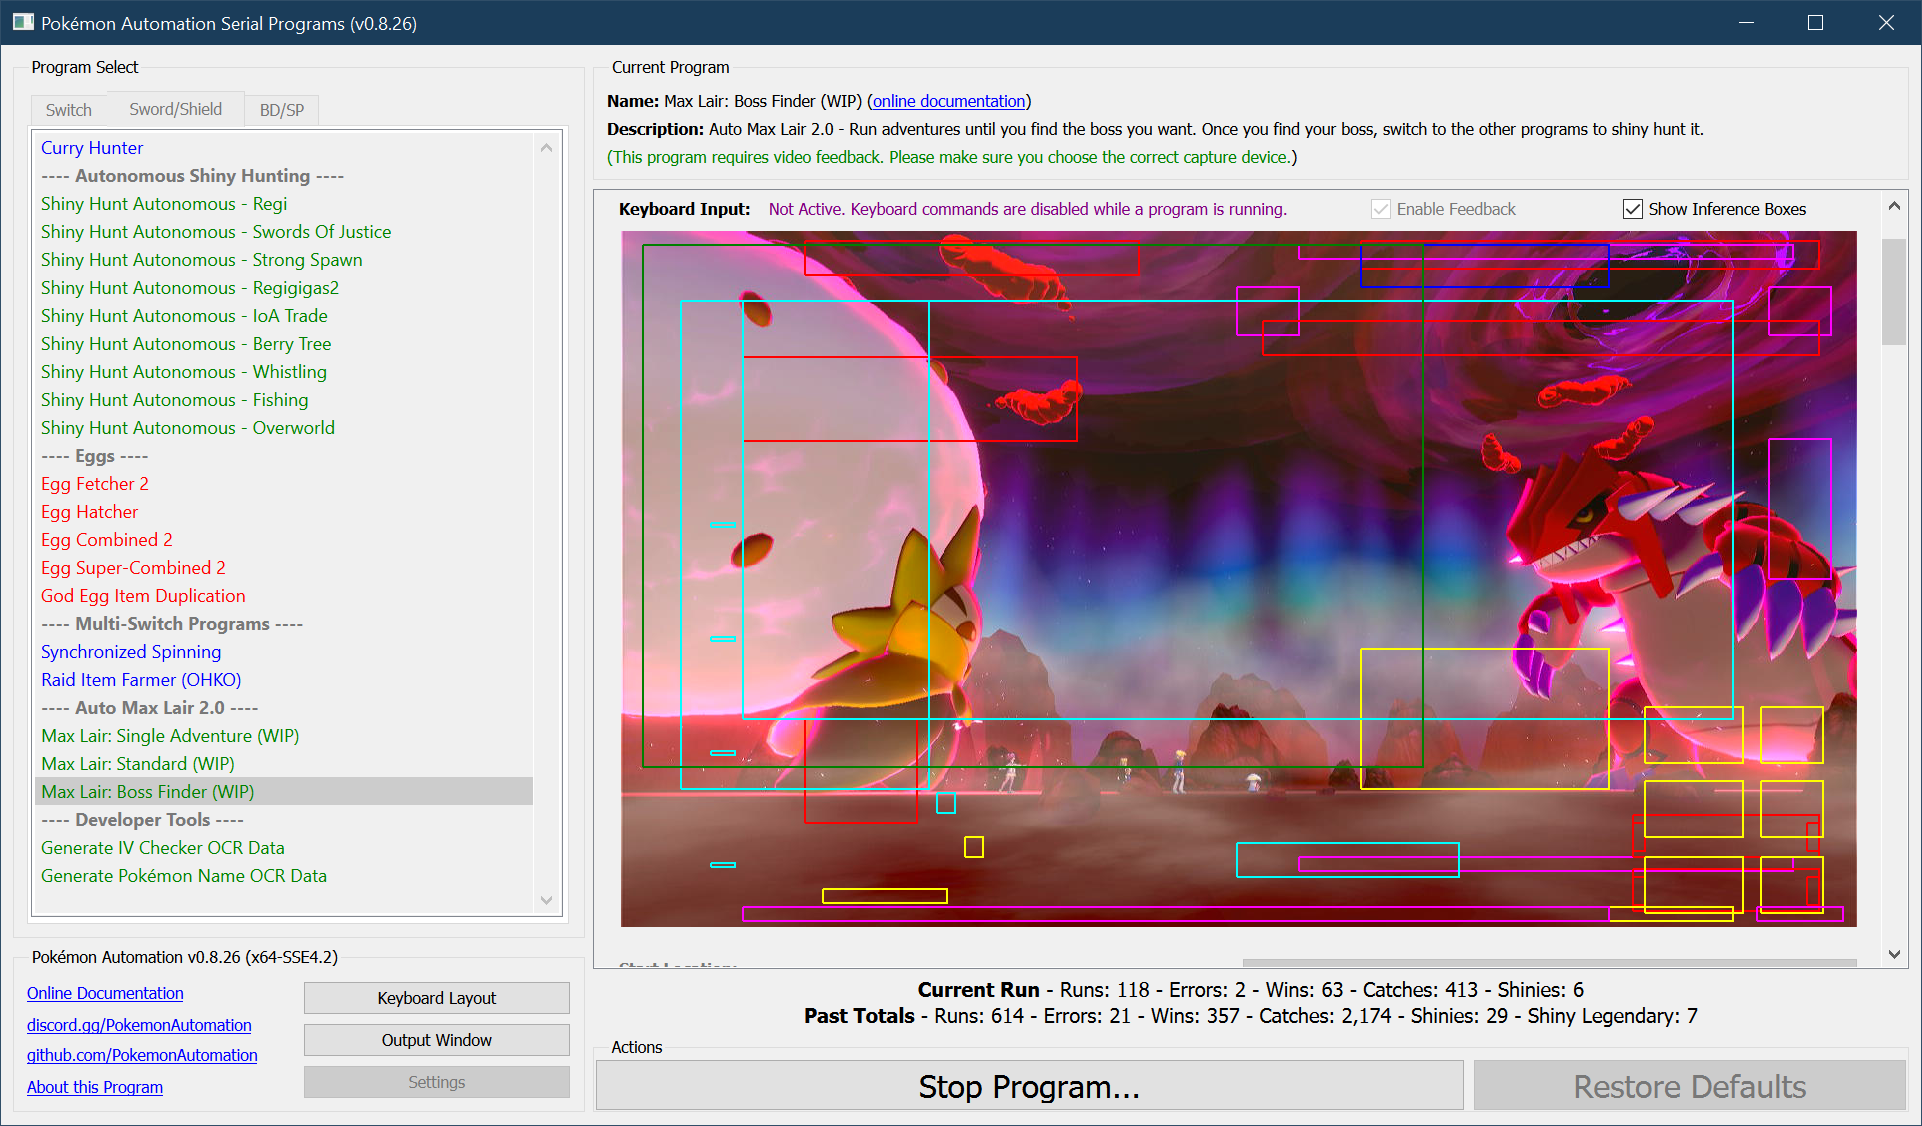 Pokémon Automation Serial Programs (v0.8.26)
Program Select
Switch
Sword/Shield
BD/SP
Curry Hunter
---- Autonomous Shiny Hunting ----
Shiny Hunt Autonomous - Regi
Shiny Hunt Autonomous - Swords Of Justice
Shiny Hunt Autonomous - Strong Spawn
Shiny Hunt Autonomous - Regigigas2
Shiny Hunt Autonomous - IoA Trade
Shiny Hunt Autonomous - Berry Tree
Shiny Hunt Autonomous - Whistling
Shiny Hunt Autonomous - Fishing
Shiny Hunt Autonomous - Overworld
---- Eggs ----
Egg Fetcher 2
Egg Hatcher
Egg Combined 2
Egg Super-Combined 2
God Egg Item Duplication
---- Multi-Switch Programs ----
Synchronized Spinning
Raid Item Farmer (OHKO)
---- Auto Max Lair 2.0 ----
Max Lair: Single Adventure (WIP)
Max Lair: Standard (WIP)
Max Lair: Boss Finder (WIP)
---- Developer Tools ----
Generate IV Checker OCR Data
Generate Pokémon Name OCR Data
Pokémon Automation v0.8.26 (x64-SSE4.2)
Online Documentation
discord.gg/PokemonAutomation
github.com/PokemonAutomation
About this Program
Keyboard Layout
Output Window
Settings
Current Program
Name: Max Lair: Boss Finder (WIP) (online documentation)
Description: Auto Max Lair 2.0 - Run adventures until you find the boss you want. Once you find your boss, switch to the other programs to shiny hunt it.
(This program requires video feedback. Please make sure you choose the correct capture device.)
Keyboard Input: Not Active. Keyboard commands are disabled while a program is running.
Enable Feedback
Show Inference Boxes
Current Run - Runs: 118 - Errors: 2 - Wins: 63 - Catches: 413 - Shinies: 6
Past Totals - Runs: 614 - Errors: 21 - Wins: 357 - Catches: 2,174 - Shinies: 29 - Shiny Legendary: 7
Actions
Stop Program...
Restore Defaults